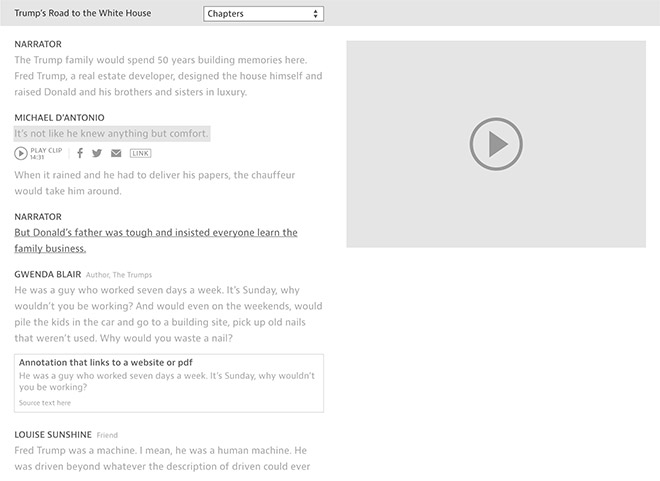 Trump's Road to the White House
Chapters
NARRATOR
The Trump family would spend 50 years building memories here.
Fred Trump, a real estate developer, designed the house himself and
raised Donald and his brothers and sisters in luxury.
MICHAEL D'ANTONIO
It's not like he knew anything but comfort.
PLAY CLIP
14:31
LINK
When it rained and he had to deliver his papers, the chauffeur
would take him around.
NARRATOR
But Donald's father was tough and insisted everyone learn the
family business.
GWENDA BLAIR Author, The Trumps
He was a guy who worked seven days a week. It's Sunday, why
wouldn't you be working? And would even on the weekends, would
pile the kids in the car and go to a building site, pick up old nails
that weren't used. Why would you waste a nail?
Annotation that links to a website or pdf
He was a guy who worked seven days a week. It's Sunday, why wouldn't
you be working?
Source text here
LOUISE SUNSHINE Friend
Fred Trump was a machine. I mean, he was a human machine. He
was driven beyond whatever the description of driven could ever